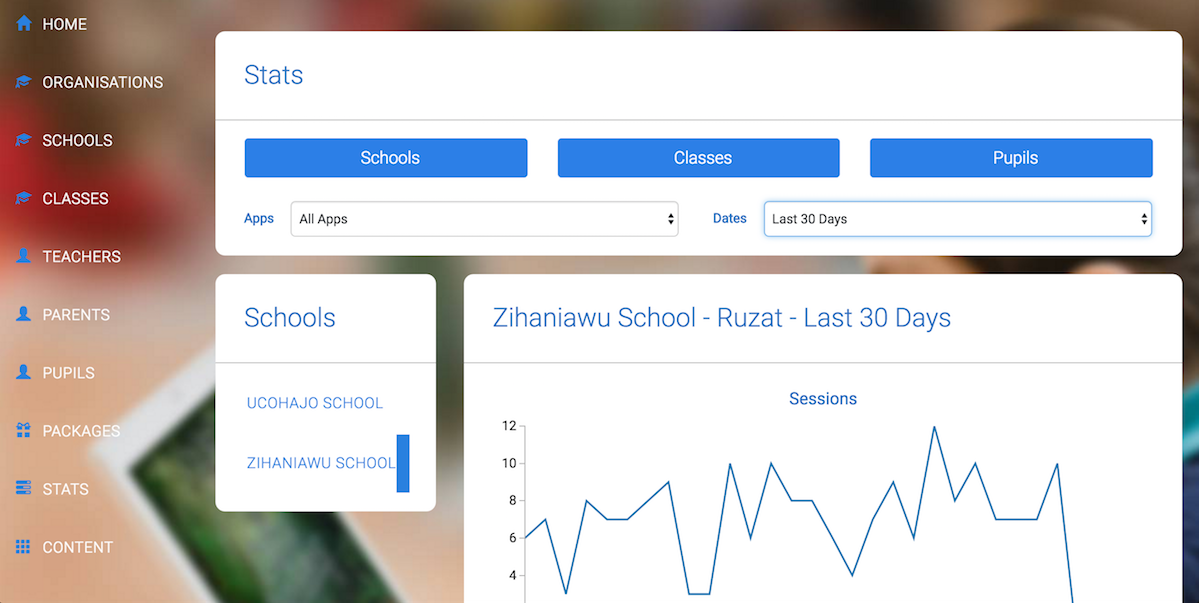 HOME
ORGANISATIONS
SCHOOLS
CLASSES
TEACHERS
PARENTS
PUPILS
PACKAGES
STATS
CONTENT
Stats
Schools Classes Pupils
Apps All Apps Dates Last 30 Days
Schools
UCOHAJO SCHOOL
ZIHANIAWU SCHOOL
Zihaniawu School - Ruzat - Last 30 Days
Sessions
12
10
8
6
4